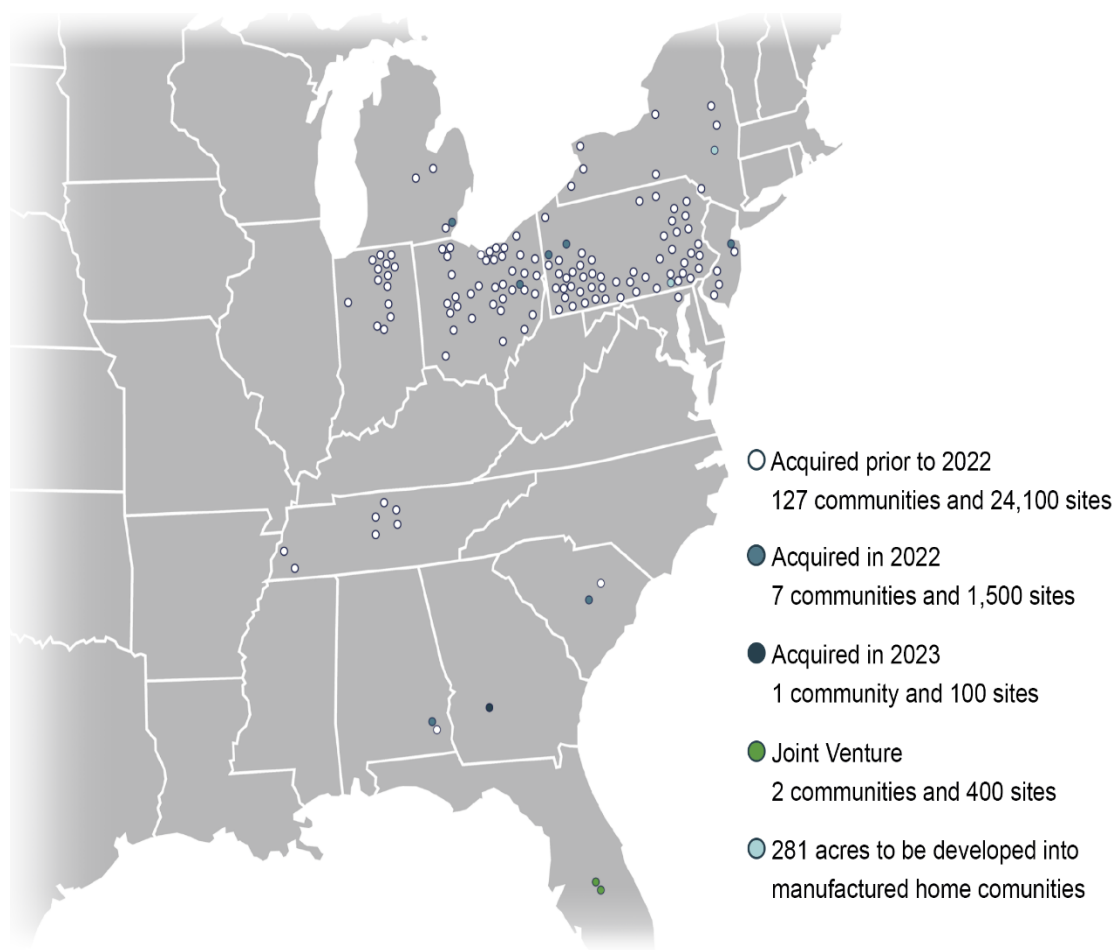 Acquired prior to 2022
127 communities and 24,100 sites
Acquired in 2022
7 communities and 1,500 sites
Acquired in 2023
1 community and 100 sites
Joint Venture
2 communities and 400 sites
281 acres to be developed into
manufactured home comunities